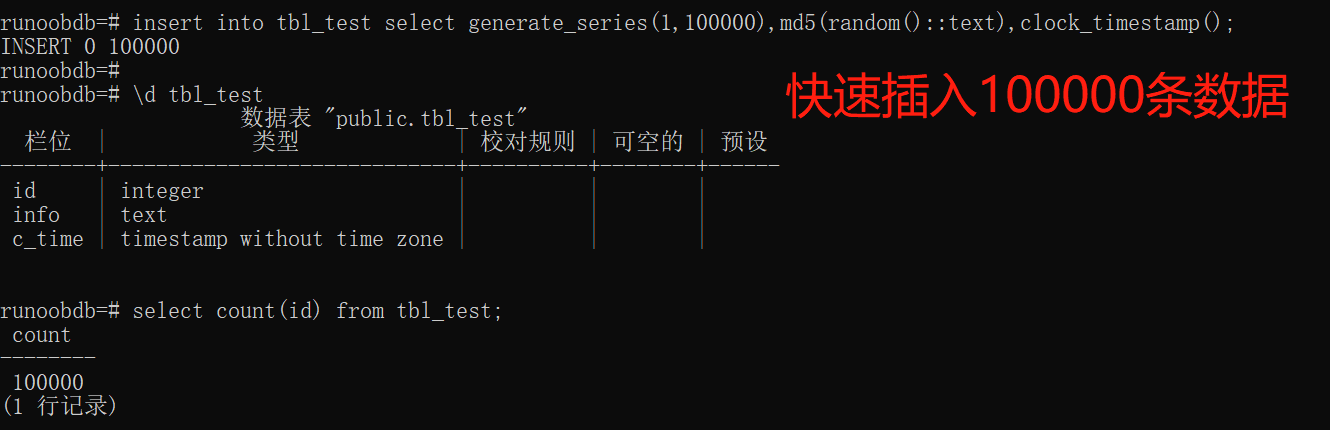 runoobdb=# insert into tbl_test select generate_series(1,100000),md5(random()::text),clock_timestamp();
INSERT 0 100000
runoobdb=#
runoobdb=# \d tbl_test
快速插入100000条数据
数据表 "public.tbl_test"
栏位 | 类型 | 校对规则 | 可空的 | 预设
--------+-----------------------------+----------+--------+------
id | integer | | |
info | text | | |
c_time | timestamp without time zone | | |
runoobdb=# select count(id) from tbl_test;
count
--------
100000
(1 行记录)